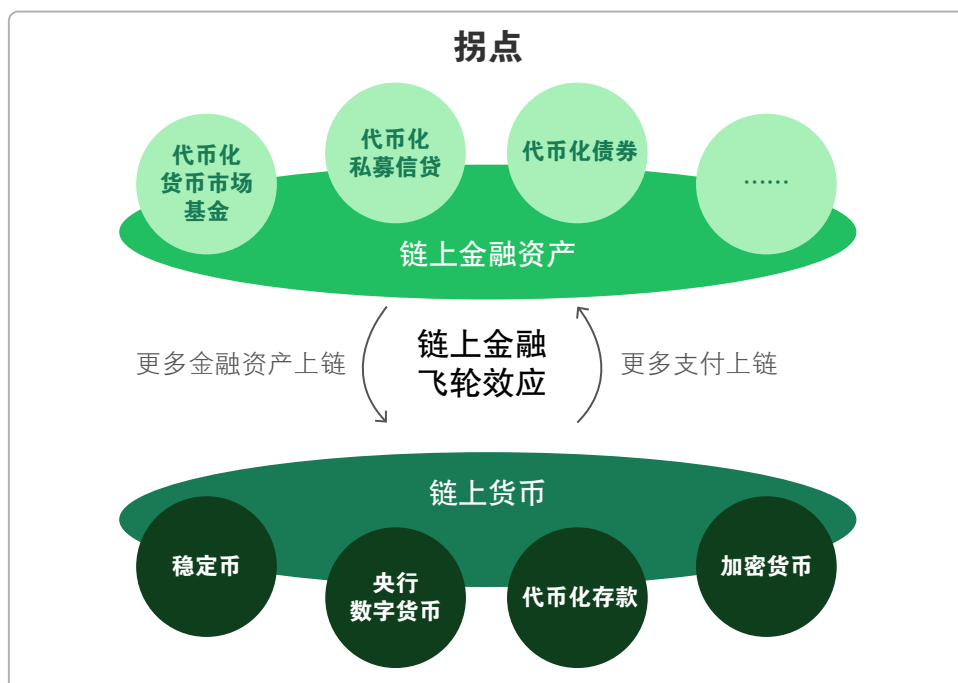 拐点
代币化
货币市场
基金
代币化
私募信贷
代币化债券
……
链上金融资产
更多金融资产上链
链上金融
飞轮效应
更多支付上链
链上货币
稳定币
央行
数字货币
代币化存款
加密货币